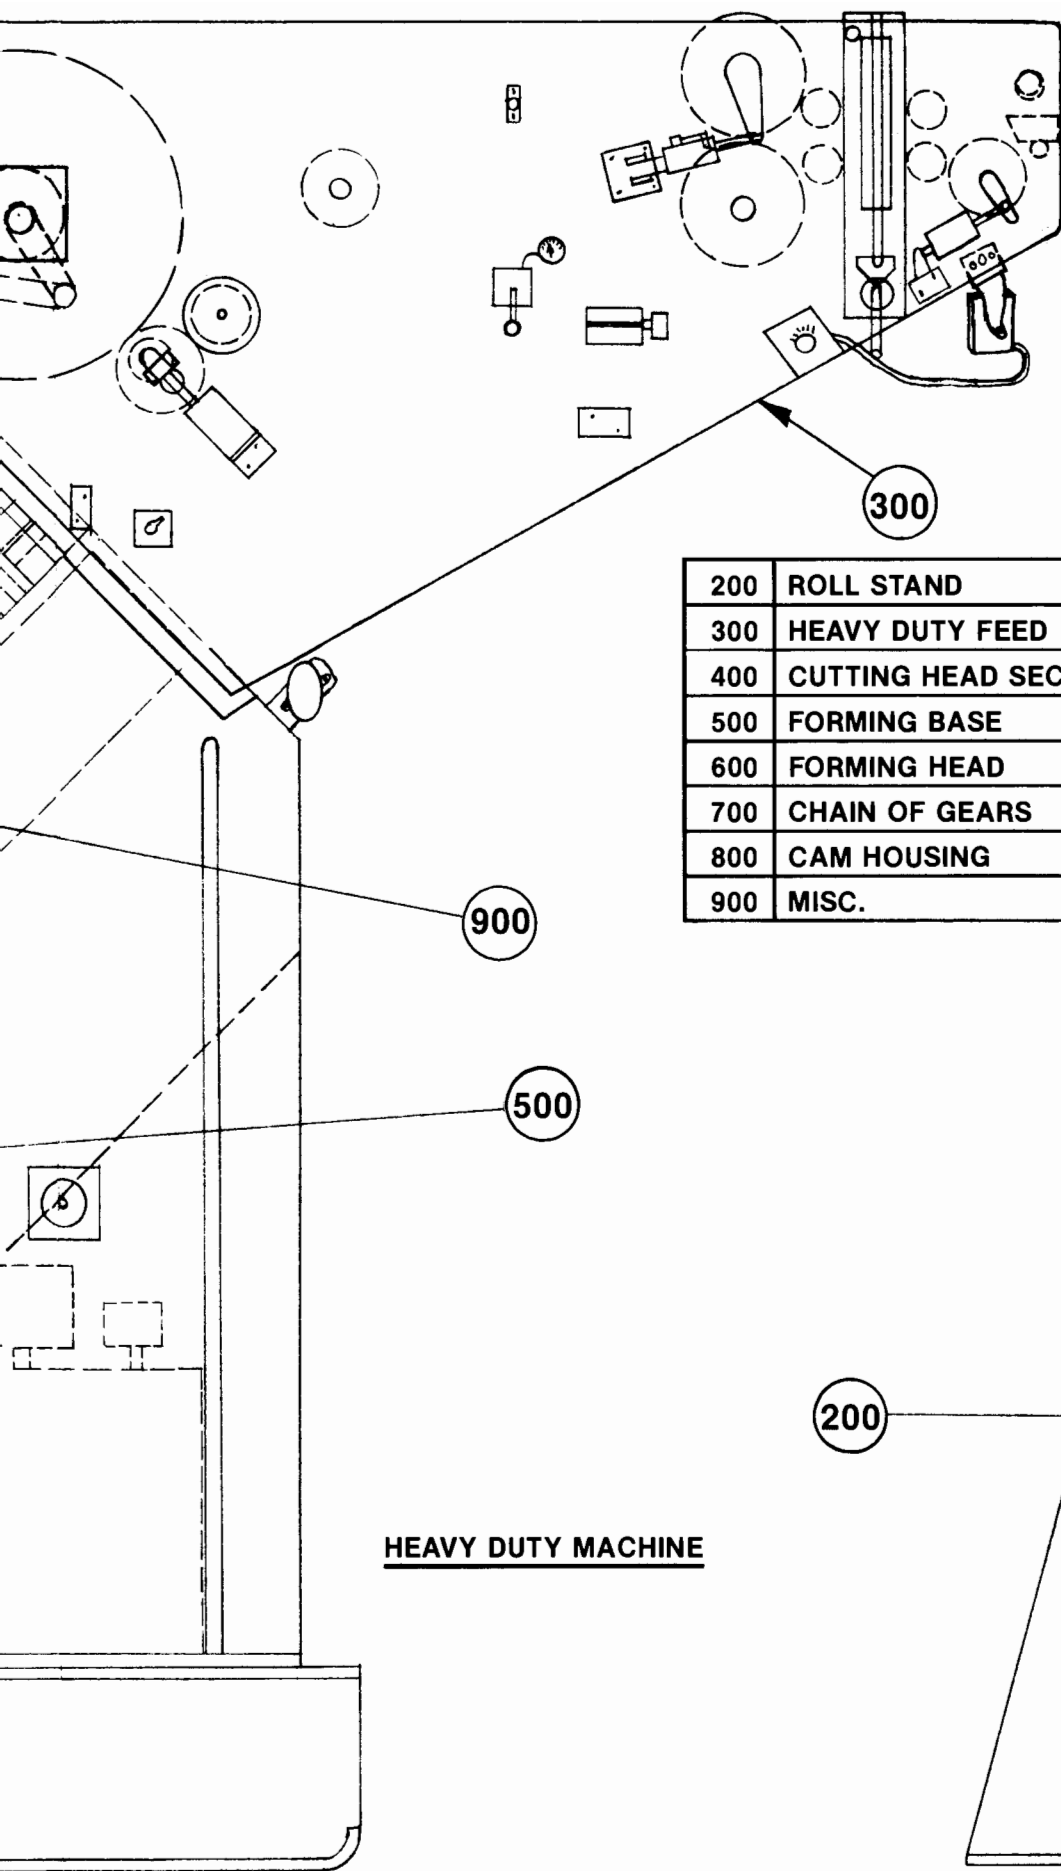 300
200 ROLL STAND
300 HEAVY DUTY FEED
400 CUTTING HEAD SEC
500 FORMING BASE
600 FORMING HEAD
700 CHAIN OF GEARS
800 CAM HOUSING
900 MISC.
900
500
200
HEAVY DUTY MACHINE